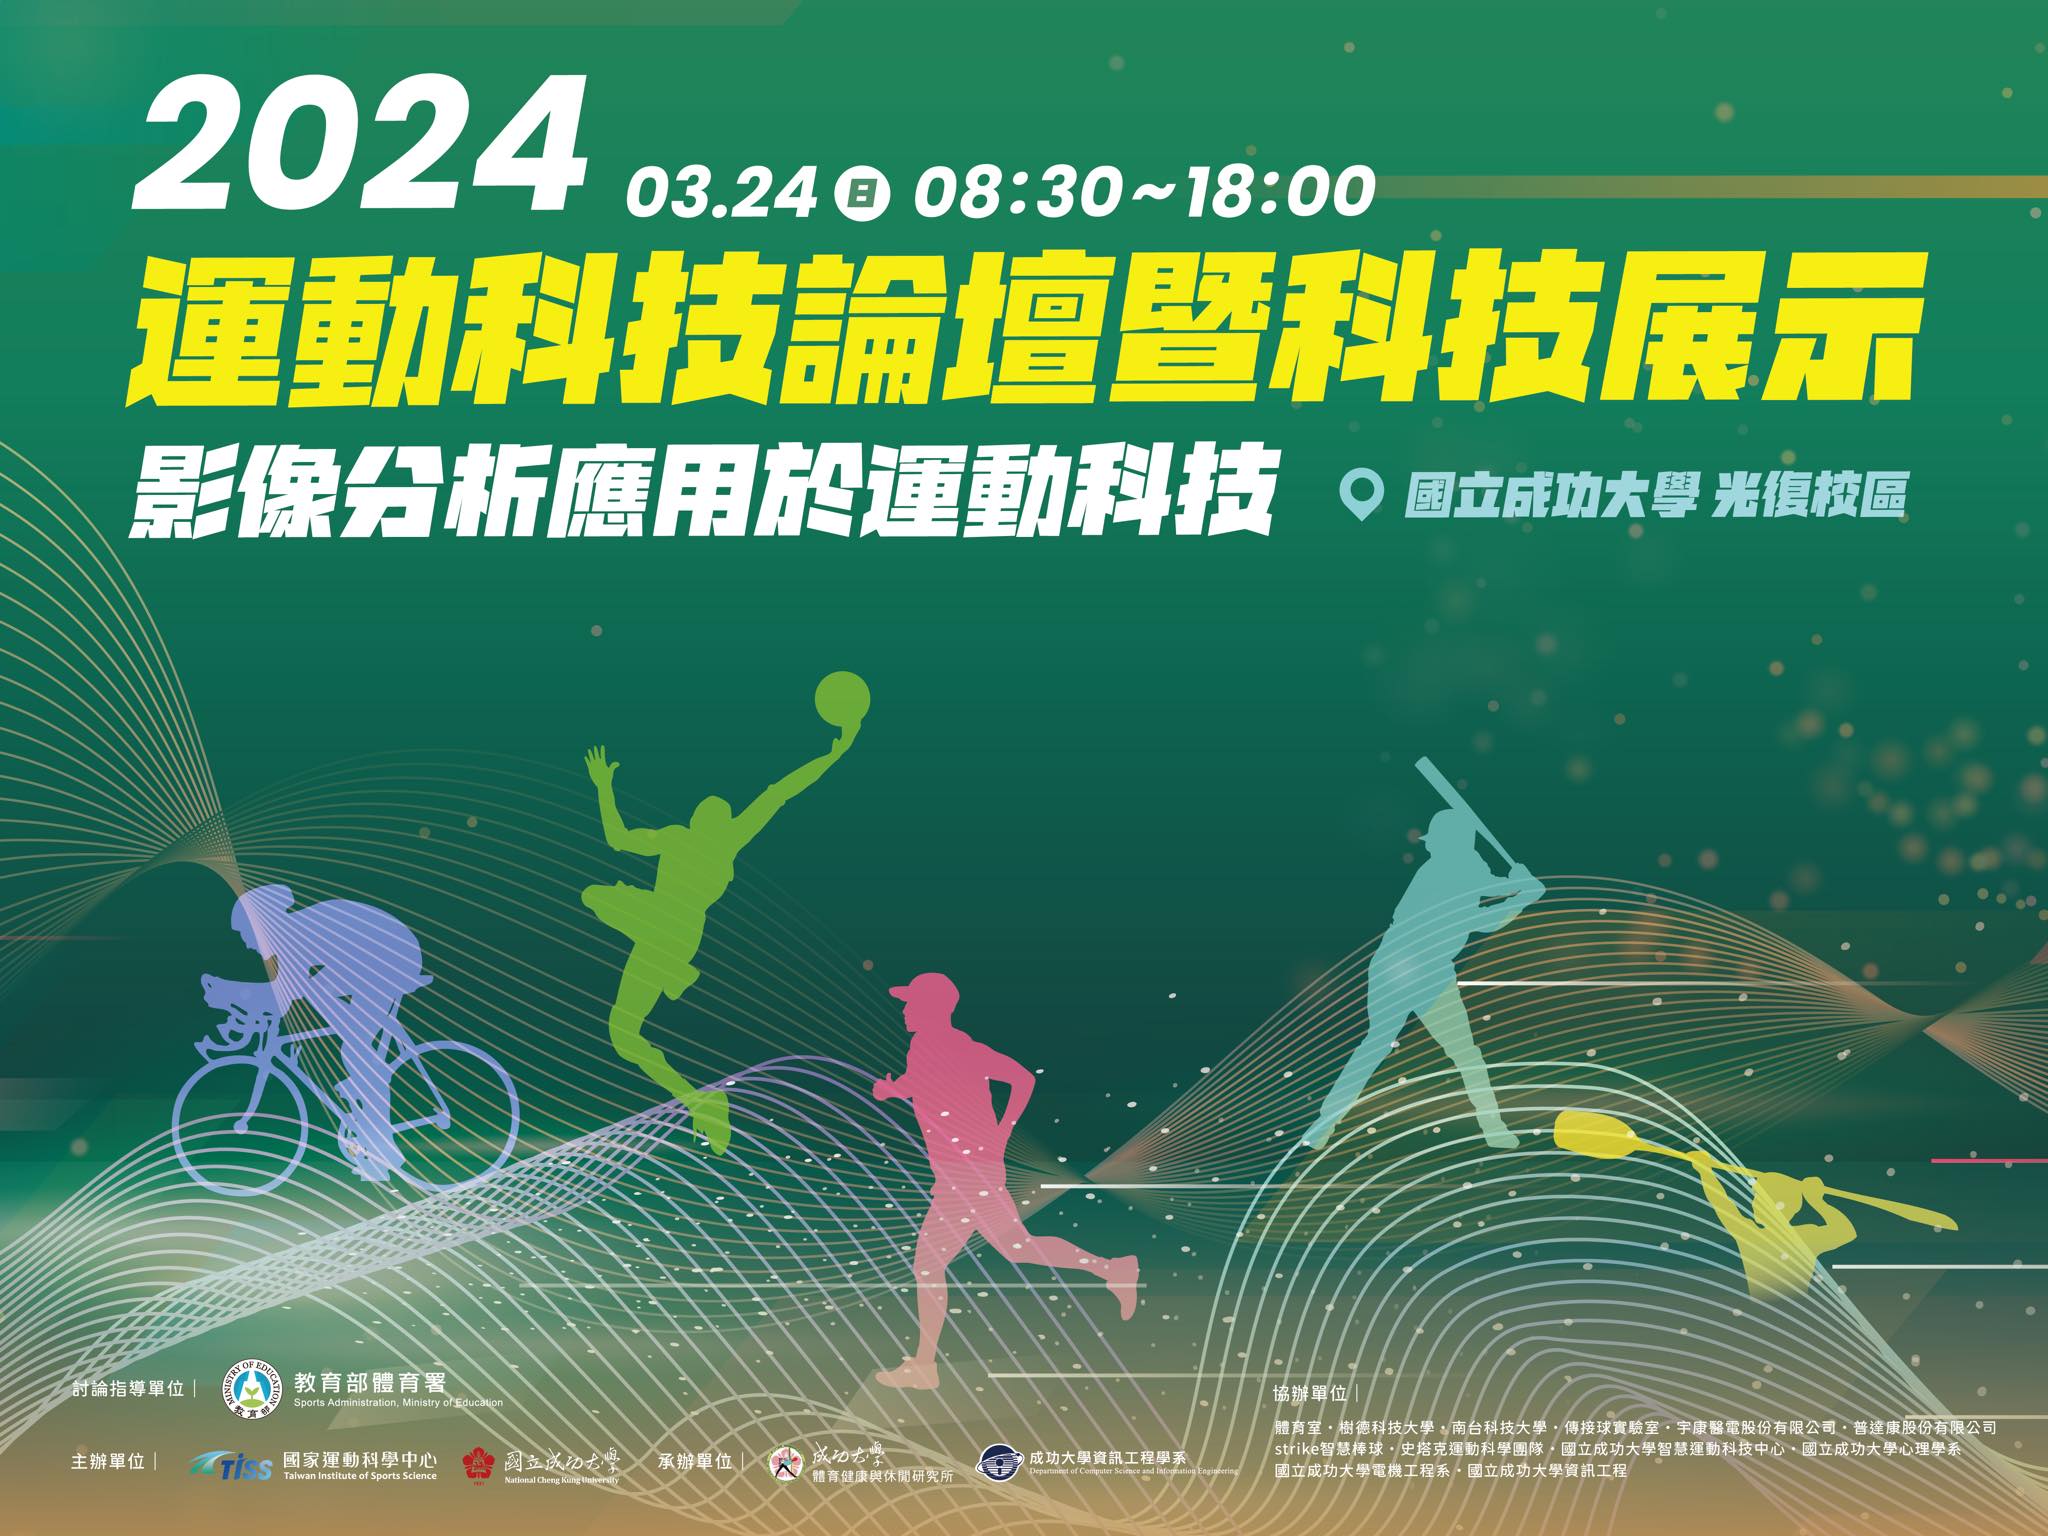 2024 03.24 日 08:30~18:00
運動科技論壇暨科技展示
影像分析應用於運動科技
國立成功大學 光復校區
討論指導單位｜
MINISTRY OF EDUCATION
教育部
教育部體育署
Sports Administration, Ministry of Education
主辦單位｜
TiSS
國家運動科學中心
Taiwan Institute of Sports Science
國立成功大學
National Cheng Kung University
承辦單位｜
成功大學
體育健康與休閒研究所
成功大學資訊工程學系
Department of Computer Science and Information Engineering
協辦單位｜
體育室・樹德科技大學・南台科技大學・傳接球實驗室・宇康醫電股份有限公司・普達康股份有限公司
strike智慧棒球・史塔克運動科學團隊・國立成功大學智慧運動科技中心・國立成功大學心理學系
國立成功大學電機工程系・國立成功大學資訊工程